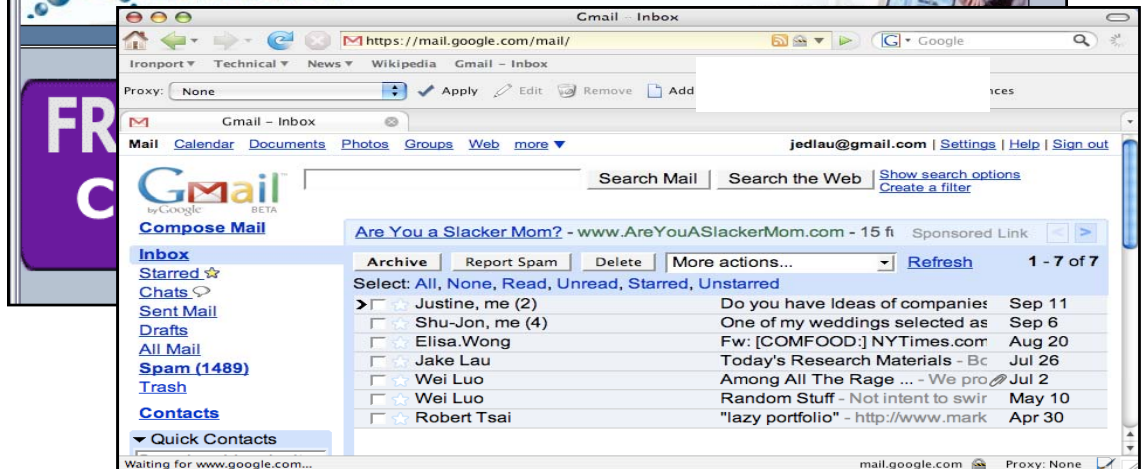 Gmail – Inbox
https://mail.google.com/mail/ G Google
Ironport Technical News Wikipedia Gmail – Inbox
Proxy: None Apply Edit Remove Add
Gmail – Inbox
FR
C
Mail Calendar Documents Photos Groups Web more jedlau@gmail.com | Settings | Help | Sign out
Gmail by Google BETA
Search Mail Search the Web Show search options
Create a filter
Compose Mail
Are You a Slacker Mom? - www.AreYouASlackerMom.com - 15 Sponsored Link < >
Inbox
Starred
Chats
Sent Mail
Drafts
All Mail
Spam (1489)
Trash
Contacts
Quick Contacts
Archive Report Spam Delete More actions... Refresh 1 - 7 of 7
Select: All, None, Read, Unread, Starred, Unstarred
Justine, me (2) Do you have Ideas of companies Sep 11
Shu-Jon, me (4) One of my weddings selected as Sep 6
Elisa.Wong Fw: [COMFOOD:] NYTimes.com Aug 20
Jake Lau Today's Research Materials - Bc Jul 26
Wei Luo Among All The Rage ... - We pro Jul 2
Wei Luo Random Stuff - Not intent to swir May 10
Robert Tsai "lazy portfolio" - http://www.mark Apr 30
Waiting for www.google.com... mail.google.com Proxy: None